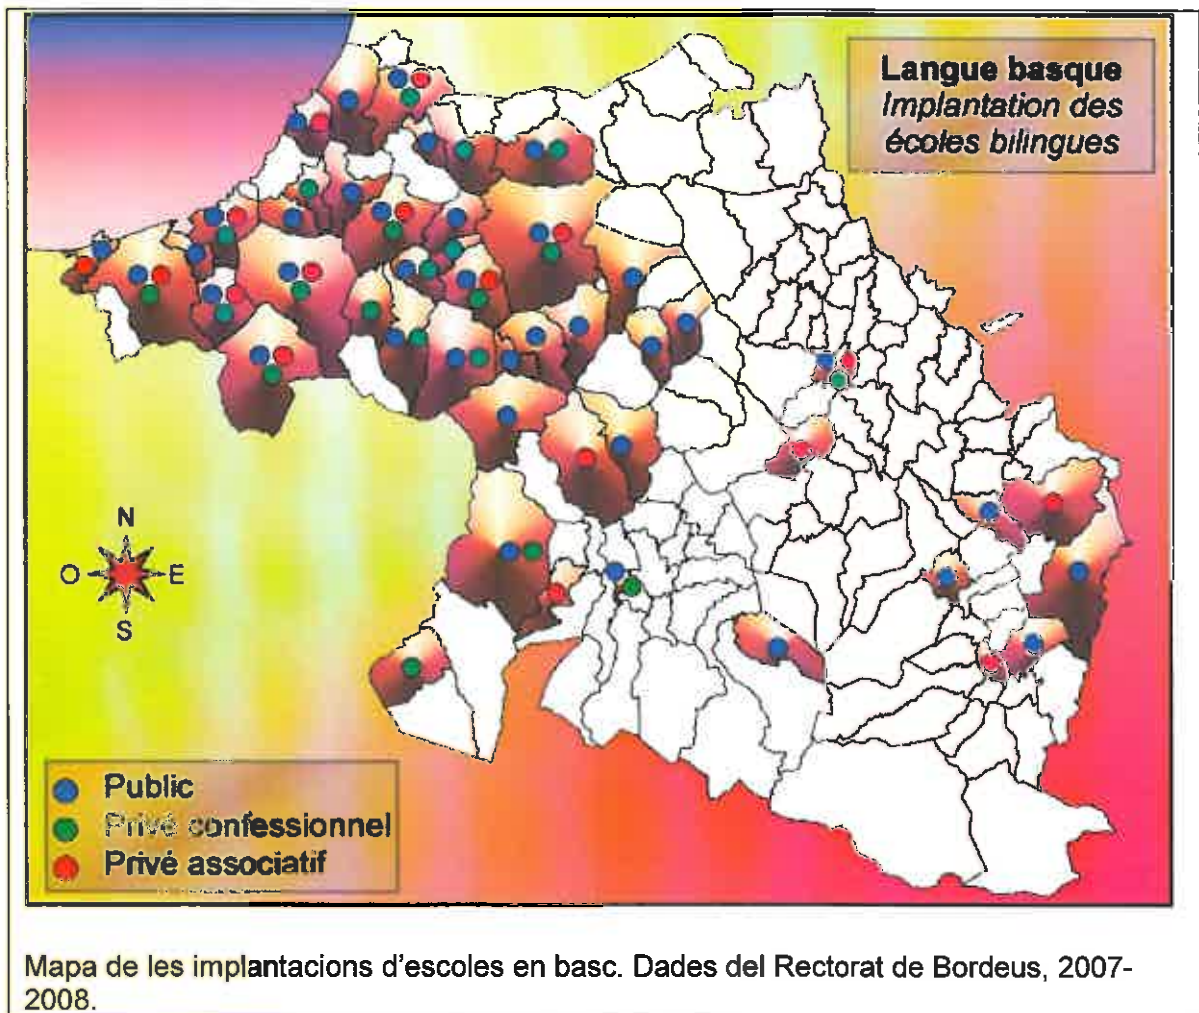 Langue basque
Implantation des
écoles bilingues
N
O E
S
Public
Privé confessionnel
Privé associatif
Mapa de les implantacions d'escoles en basc. Dades del Rectorat de Bordeus, 2007-
2008.